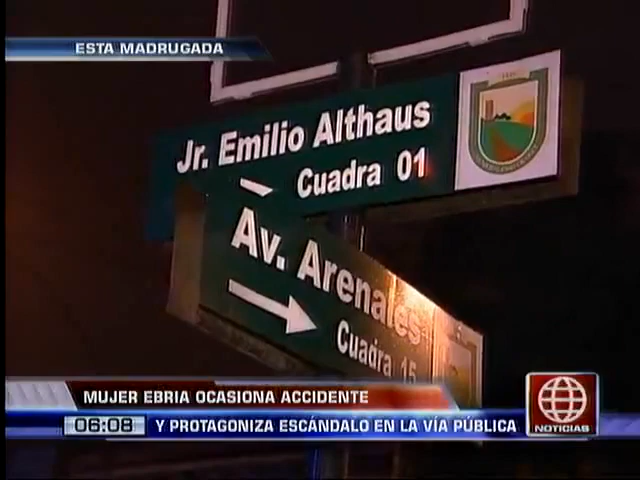 ESTA MADRUGADA
Jr. Emilio Althaus
Cuadra 01
Av. Arenales
Cuadra 15
MUJER EBRIA OCASIONA ACCIDENTE
06:08 Y PROTAGONIZA ESCÁNDALO EN LA VÍA PÚBLICA
NOTICIAS